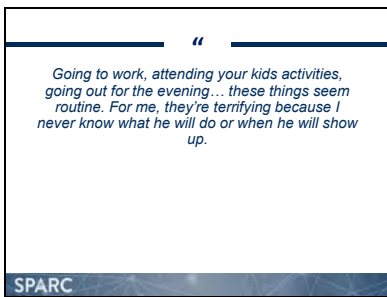 “
Going to work, attending your kids activities,
going out for the evening… these things seem
routine. For me, they’re terrifying because I
never know what he will do or when he will show
up.
SPARC